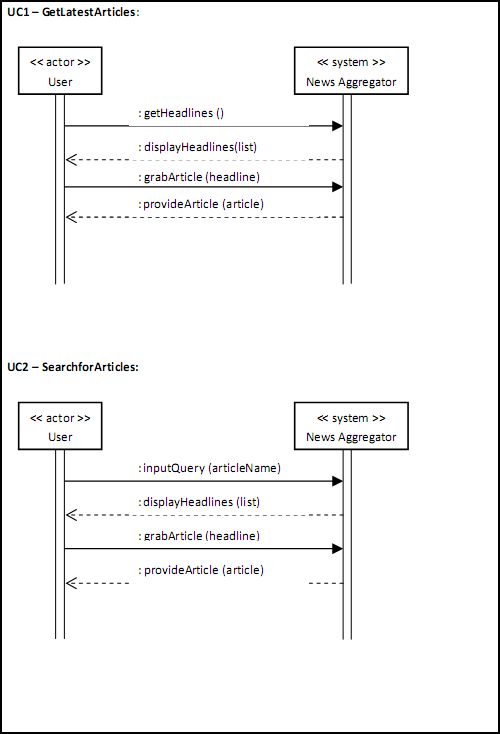 UC1 – GetLatestArticles:
<< actor >>
User
<< system >>
News Aggregator
: getHeadlines ()
: displayHeadlines(list)
: grabArticle (headline)
: provideArticle (article)
UC2 – SearchforArticles:
<< actor >>
User
<< system >>
News Aggregator
: inputQuery (articleName)
: displayHeadlines (list)
: grabArticle (headline)
: provideArticle (article)